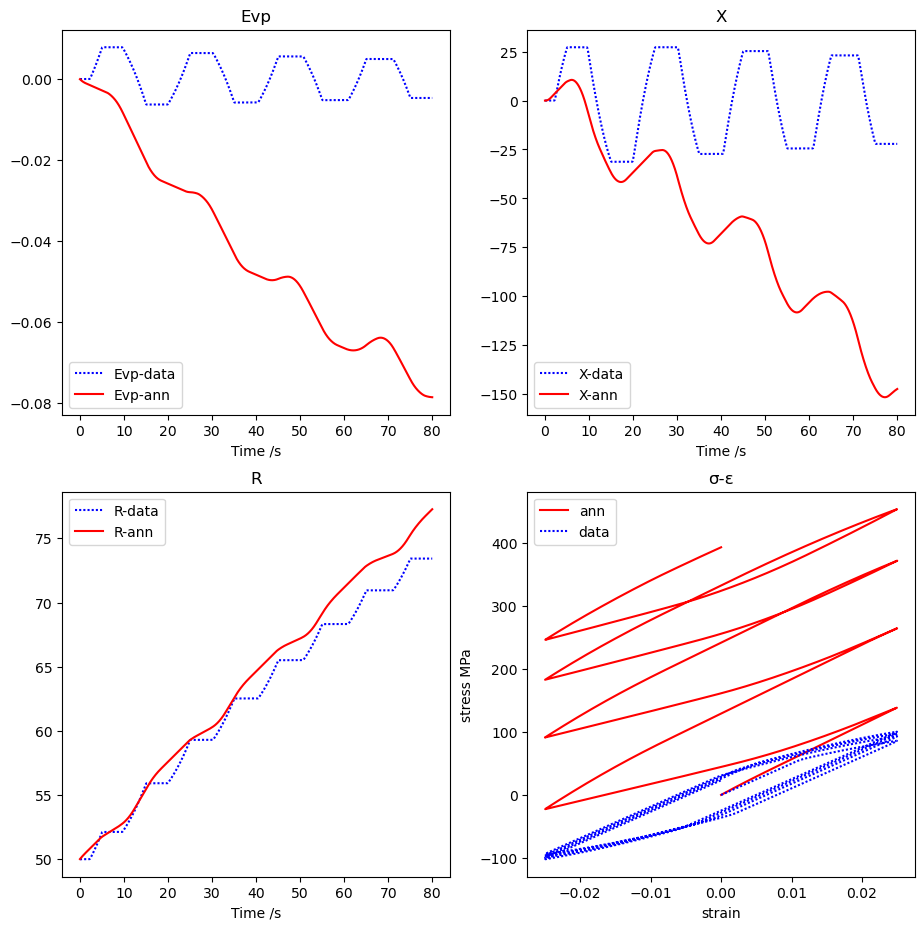 Evp
0.00
−0.02
−0.04
−0.06
−0.08
Evp-data
Evp-ann
0 10 20 30 40 50 60 70 80
Time /s
X
25
0
−25
−50
−75
−100
−125
−150
X-data
X-ann
0 10 20 30 40 50 60 70 80
Time /s
R
R-data
R-ann
75
70
65
60
55
50
0 10 20 30 40 50 60 70 80
Time /s
σ-ε
ann
data
stress MPa
400
300
200
100
0
−100
−0.02 −0.01 0.00 0.01 0.02
strain